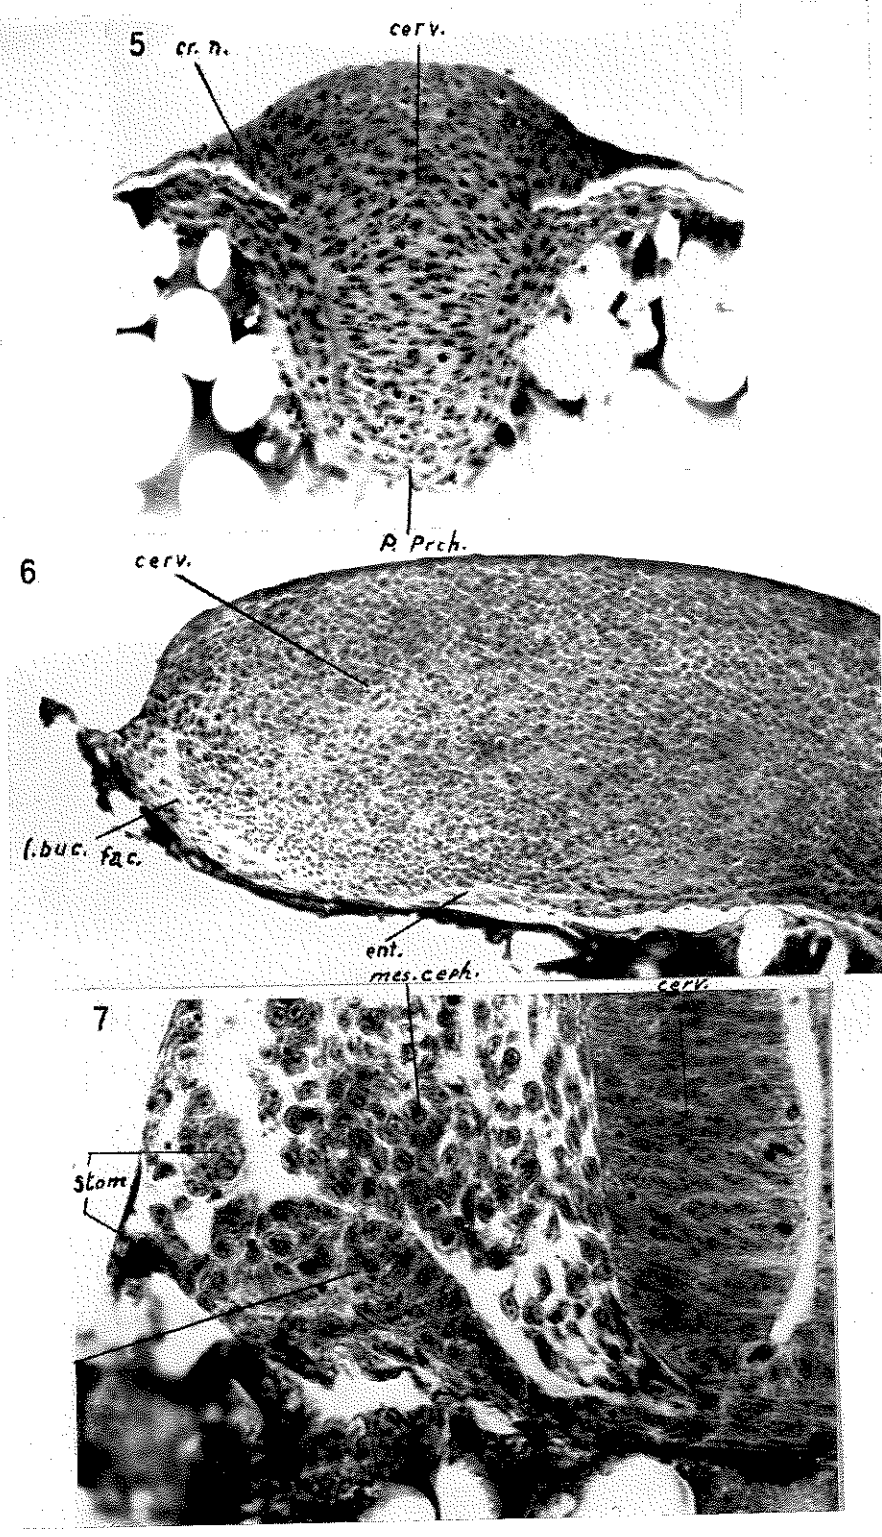 5
cr. n.
cerv.
P. Prch.
6
cerv.
f.buc. fac.
ent.
7
mes.ceph.
cerv.
Stom.